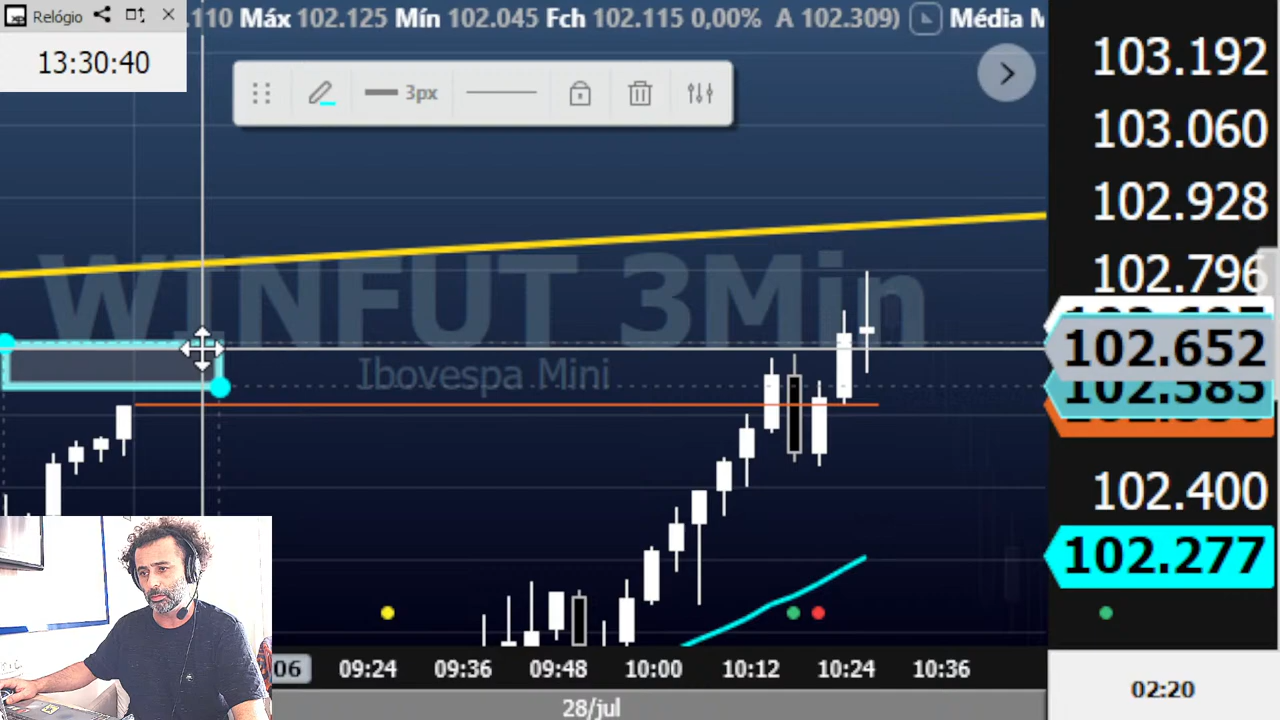 Relógio
13:30:40
.110 Máx 102.125 Mín 102.045 Fch 102.115 0,00% A 102.309) Média M
3px
WINFUT 3Min
Ibovespa Mini
103.192
103.060
102.928
102.796
102.652
102.585
102.400
102.277
06 09:24 09:36 09:48 10:00 10:12 10:24 10:36
28/jul
02:20